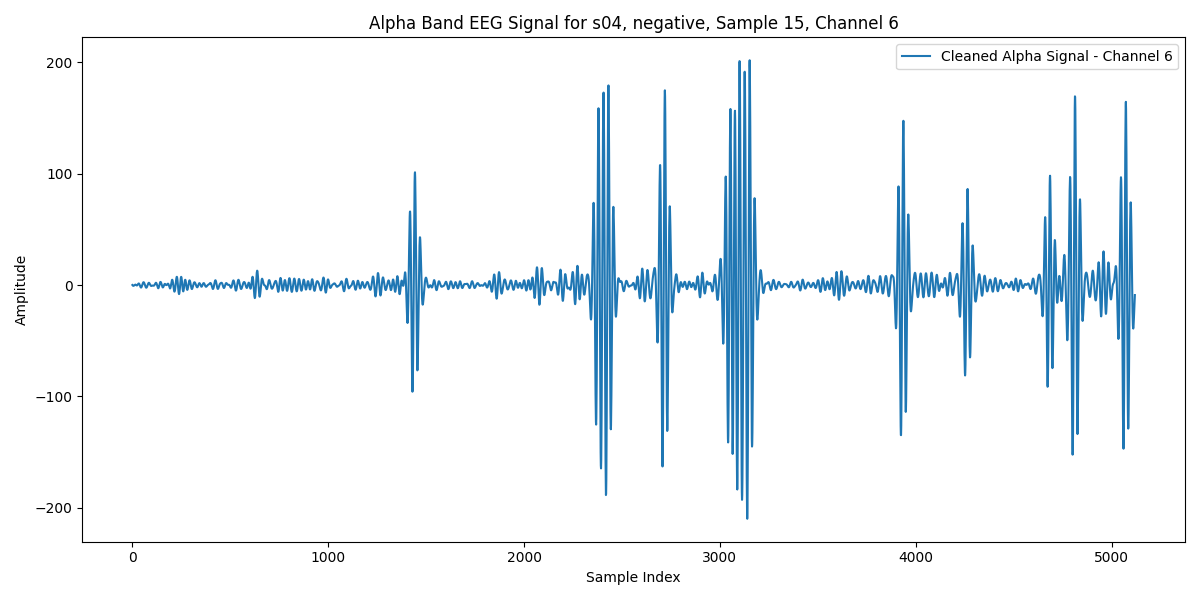 Alpha Band EEG Signal for s04, negative, Sample 15, Channel 6
Cleaned Alpha Signal - Channel 6
200
100
0
−100
−200
Amplitude
0 1000 2000 3000 4000 5000
Sample Index